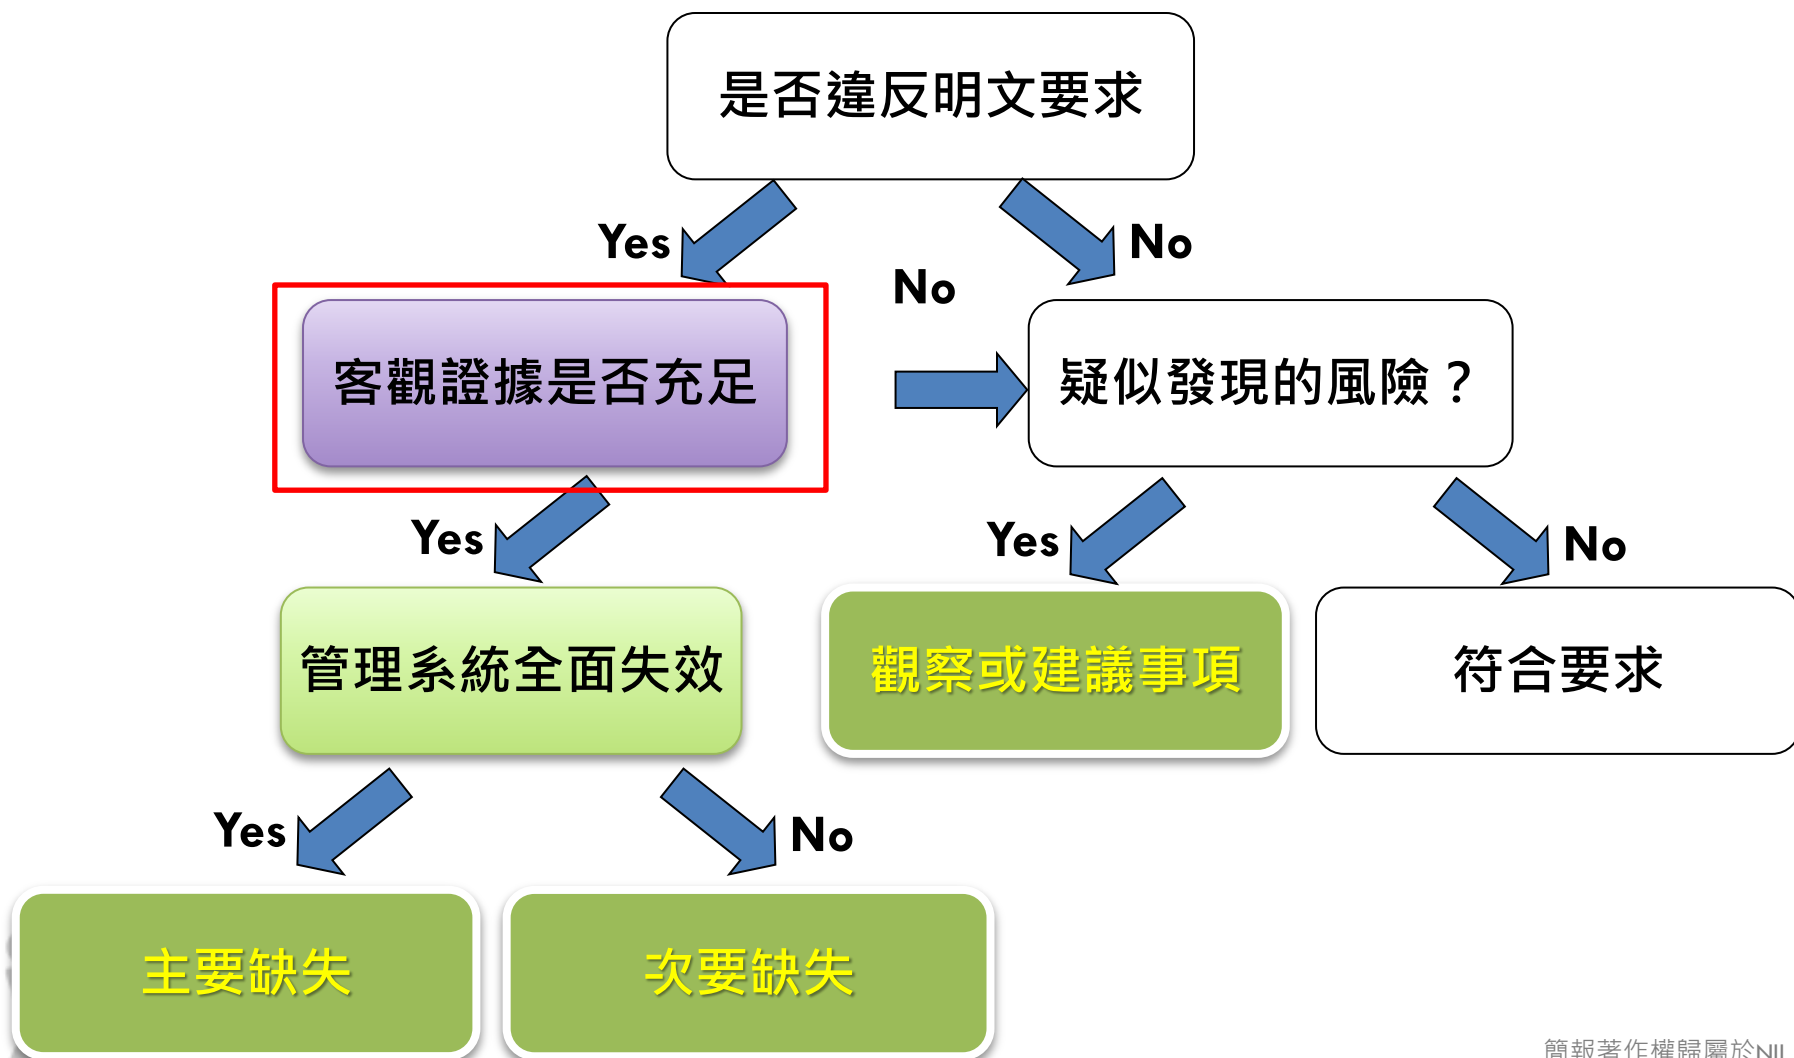 是否違反明文要求
Yes
No
No
客觀證據是否充足
疑似發現的風險？
Yes
Yes
No
管理系統全面失效
觀察或建議事項
符合要求
Yes
No
主要缺失
次要缺失
簡報著作權歸屬於NII